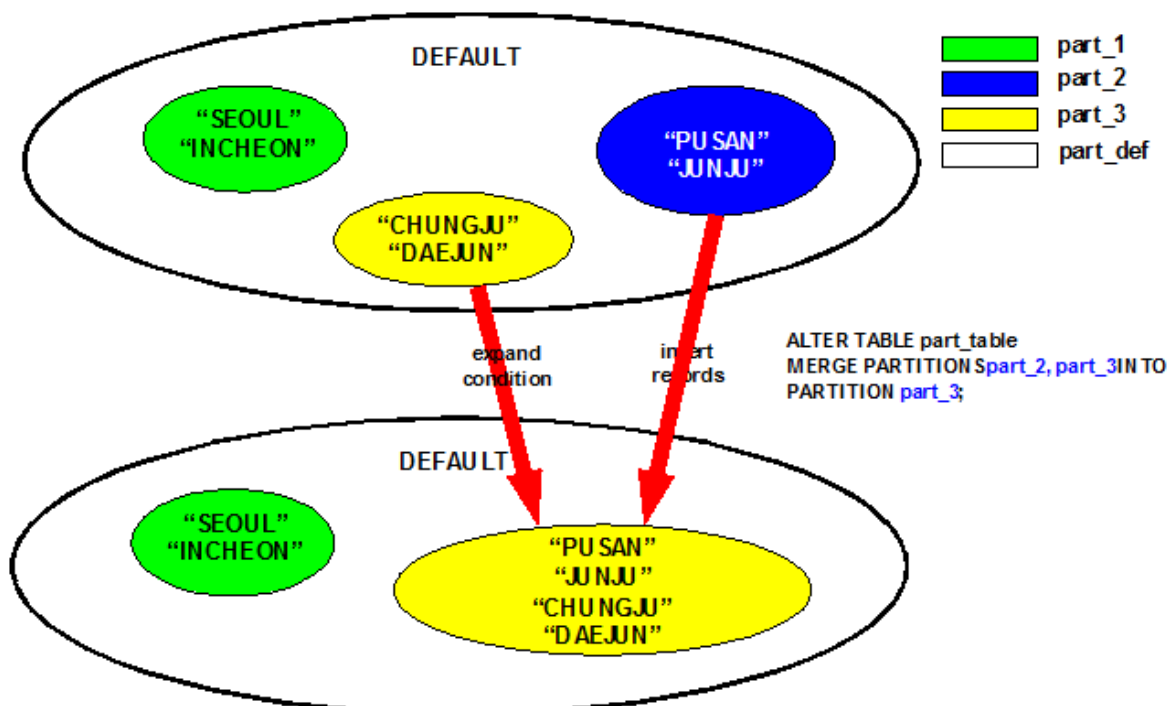 DEFAULT
part_1
part_2
part_3
part_def
“SEOUL”
“INCHEON”
“PUSAN”
“JUNJU”
“CHUNGJU”
“DAEJUN”
expand
condition
insert
records
ALTER TABLE part_table
MERGE PARTITIONS part_2, part_3 INTO
PARTITION part_3;
DEFAULT
“SEOUL”
“INCHEON”
“PUSAN”
“JUNJU”
“CHUNGJU”
“DAEJUN”